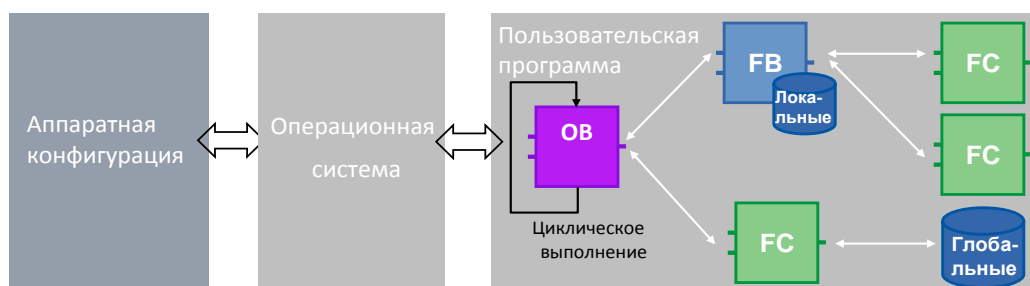 Аппаратная
конфигурация
Операционная
система
Пользовательская
программа
OB
Циклическое
выполнение
FB
Лока-
льные
FC
FC
FC
Глоба-
льные